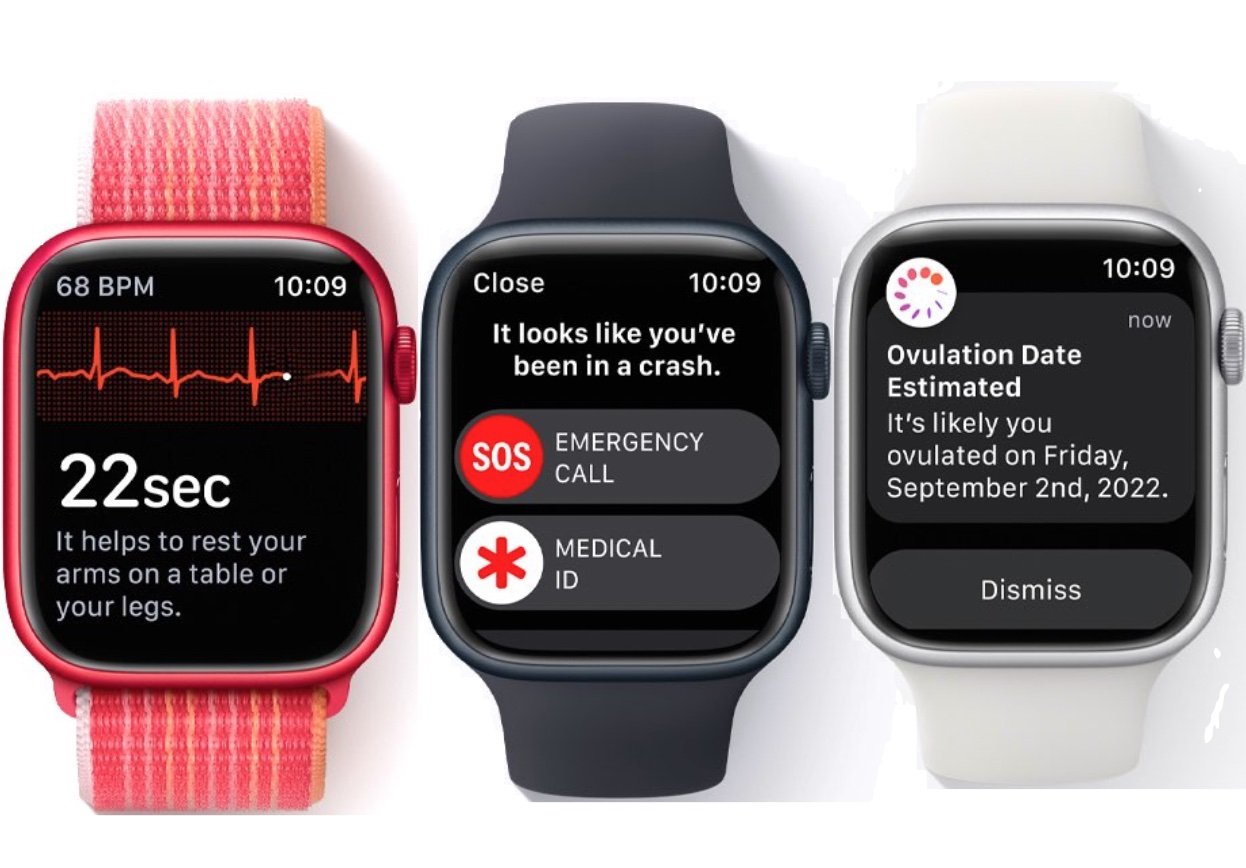 68 BPM 10:09
22sec
It helps to rest your
arms on a table or
your legs.
Close 10:09
It looks like you’ve
been in a crash.
SOS EMERGENCY
CALL
MEDICAL
ID
10:09
now
Ovulation Date
Estimated
It’s likely you
ovulated on Friday,
September 2nd, 2022.
Dismiss